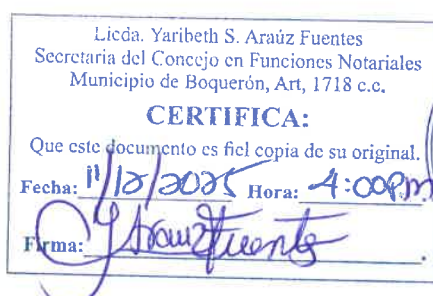 Licda. Yaribeth S. Araúz Fuentes
Secretaria del Concejo en Funciones Notariales
Municipio de Boquerón, Art, 1718 c.c.
CERTIFICA:
Que este documento es fiel copia de su original.
Fecha: 11/12/2025 Hora: 4:00pm
Firma: YArauzFuentes